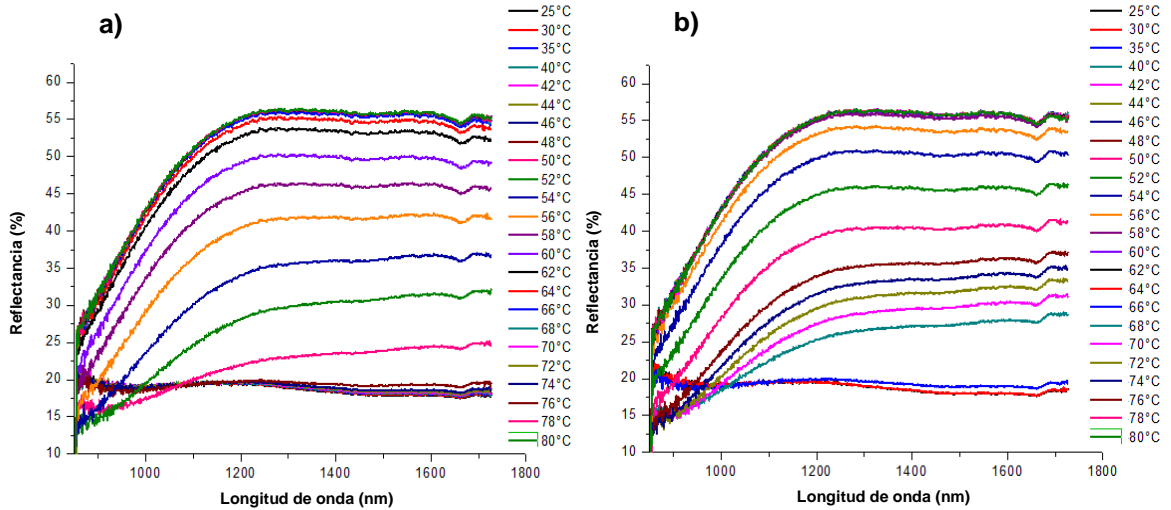 a)
60
55
50
45
40
35
30
25
20
15
10
Reflectancia (%)
1000
1200
1400
1600
1800
Longitud de onda (nm)
25°C
30°C
35°C
40°C
42°C
44°C
46°C
48°C
50°C
52°C
54°C
56°C
58°C
60°C
62°C
64°C
66°C
68°C
70°C
72°C
74°C
76°C
78°C
80°C
b)
60
55
50
45
40
35
30
25
20
15
10
Reflectancia (%)
1000
1200
1400
1600
1800
Longitud de onda (nm)
25°C
30°C
35°C
40°C
42°C
44°C
46°C
48°C
50°C
52°C
54°C
56°C
58°C
60°C
62°C
64°C
66°C
68°C
70°C
72°C
74°C
76°C
78°C
80°C